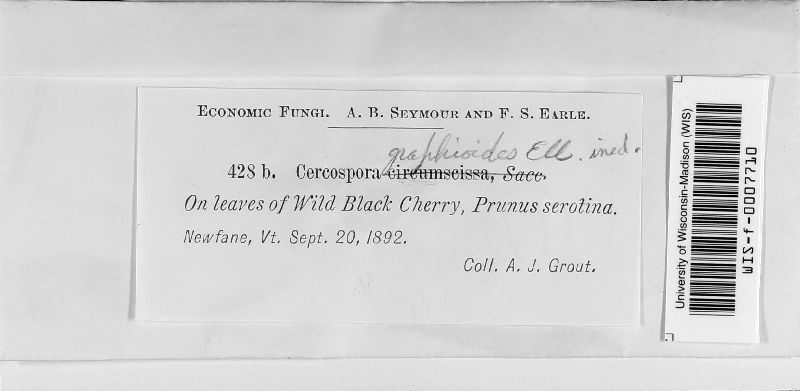 Economic Fungi. A. B. Seymour and F. S. Earle.
graphioides Ell. ined.
428 b. Cercospora circumscissa, Sacc.
On leaves of Wild Black Cherry, Prunus serotina.
Newfane, Vt. Sept. 20, 1892.
Coll. A. J. Grout.
University of Wisconsin-Madison (WIS)
WIS-f-0007710